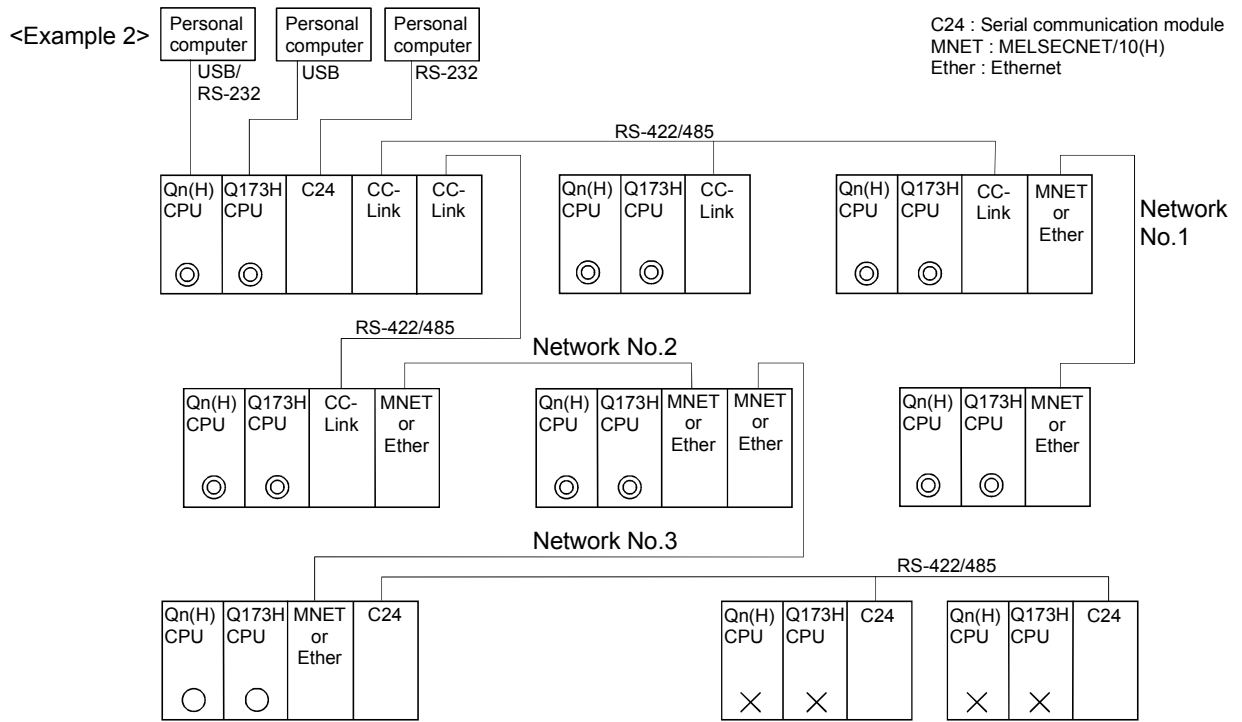 <Example 2>
Personal
computer
Personal
computer
Personal
computer
C24 : Serial communication module
MNET : MELSECNET/10(H)
Ether : Ethernet
USB/
RS-232
USB
RS-232
RS-422/485
Qn(H)
CPU
Q173H
CPU
C24
CC-
Link
CC-
Link
Qn(H)
CPU
Q173H
CPU
CC-
Link
Qn(H)
CPU
Q173H
CPU
CC-
Link
MNET
or
Ether
Network
No.1
RS-422/485
Network No.2
Qn(H)
CPU
Q173H
CPU
CC-
Link
MNET
or
Ether
Qn(H)
CPU
Q173H
CPU
MNET
or
Ether
MNET
or
Ether
Qn(H)
CPU
Q173H
CPU
MNET
or
Ether
Network No.3
RS-422/485
Qn(H)
CPU
Q173H
CPU
MNET
or
Ether
C24
Qn(H)
CPU
Q173H
CPU
C24
Qn(H)
CPU
Q173H
CPU
C24